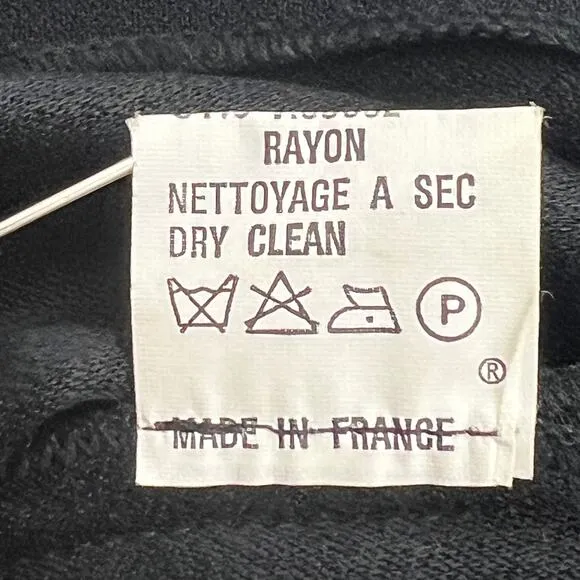 RAYON
NETTOYAGE A SEC
DRY CLEAN
P
®
MADE IN FRANCE